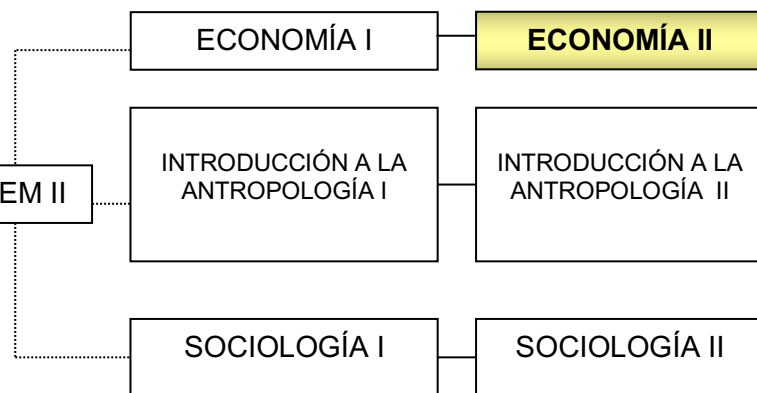 ECONOMÍA I
ECONOMÍA II
INTRODUCCIÓN A LA
ANTROPOLOGÍA I
INTRODUCCIÓN A LA
ANTROPOLOGÍA II
EM II
SOCIOLOGÍA I
SOCIOLOGÍA II